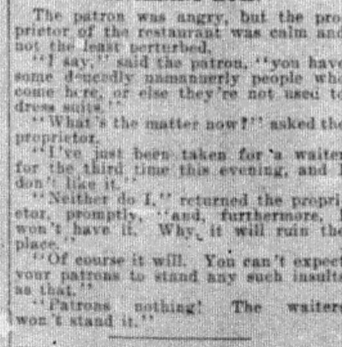 The patron was angry, but the pro-
prietor of the restaurant was calm and
not the least perturbed.
"I say," said the patron, "you have
some deucedly unmannerly people who
come here, or else they're not used to
dress suits."
"What's the matter now?" asked the
proprietor.
"I've just been taken for a waiter
for the third time this evening, and I
don't like it."
"Neither do I," returned the propri-
etor, promptly, "and, furthermore, I
won't have it. Why, it will ruin the
place."
"Of course it will. You can't expect
your patrons to stand any such insults
as that."
"Patrons nothing! The waiters
won't stand it."